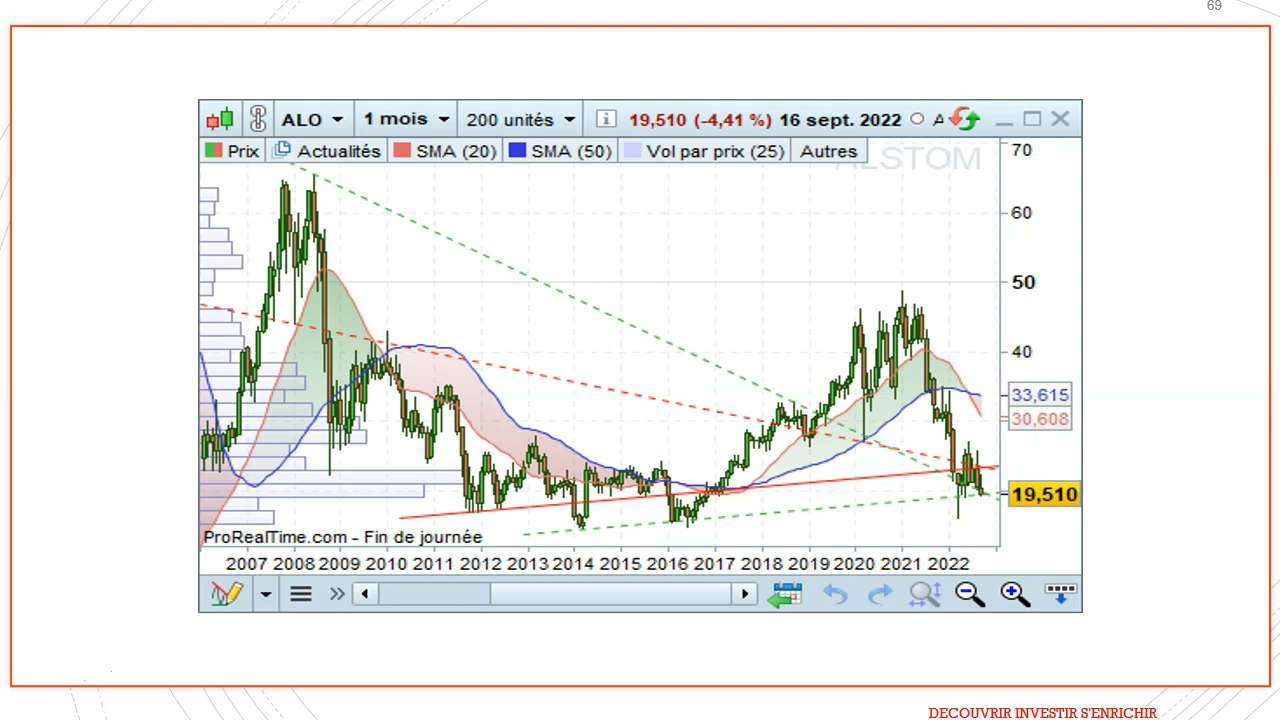 69
ALO 1 mois 200 unités 19,510 (-4,41 %) 16 sept. 2022 A
Prix Actualités SMA (20) SMA (50) Vol par prix (25) Autres
ALSTOM
70
60
50
40
33,615
30,608
19,510
ProRealTime.com - Fin de journée
2007 2008 2009 2010 2011 2012 2013 2014 2015 2016 2017 2018 2019 2020 2021 2022
DECOUVRIR INVESTIR S'ENRICHIR